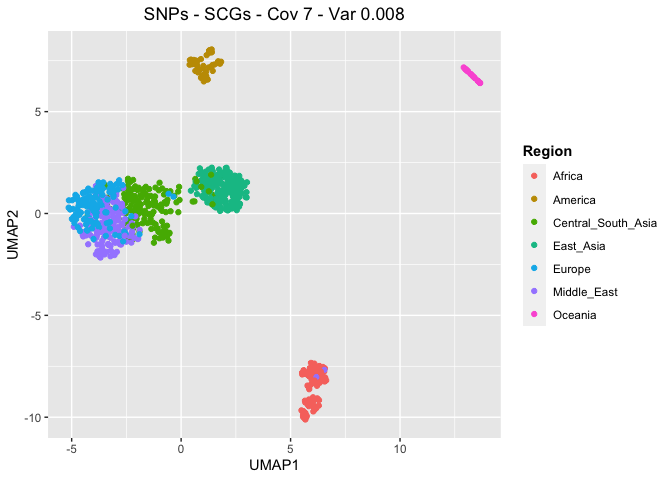 SNPs - SCGs - Cov 7 - Var 0.008
UMAP2
5
0
-5
-10
-5
0
5
10
UMAP1
Region
Africa
America
Central_South_Asia
East_Asia
Europe
Middle_East
Oceania